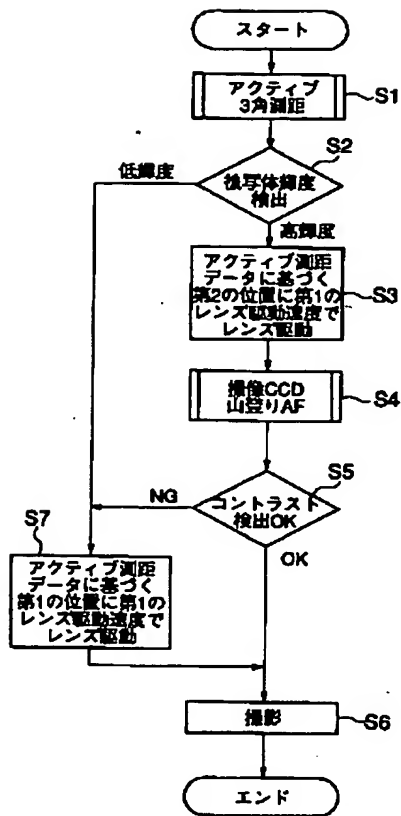 スタート
アクティブ
3角測距
S1
S2
被写体輝度
検出
低輝度
高輝度
アクティブ測距
データに基づく
第2の位置に第1の
レンズ駆動速度で
レンズ駆動
S3
撮像CCD
山登りAF
S4
S5
コントラスト
検出OK
NG
OK
S7
アクティブ測距
データに基づく
第1の位置に第1の
レンズ駆動速度で
レンズ駆動
撮影
S6
エンド